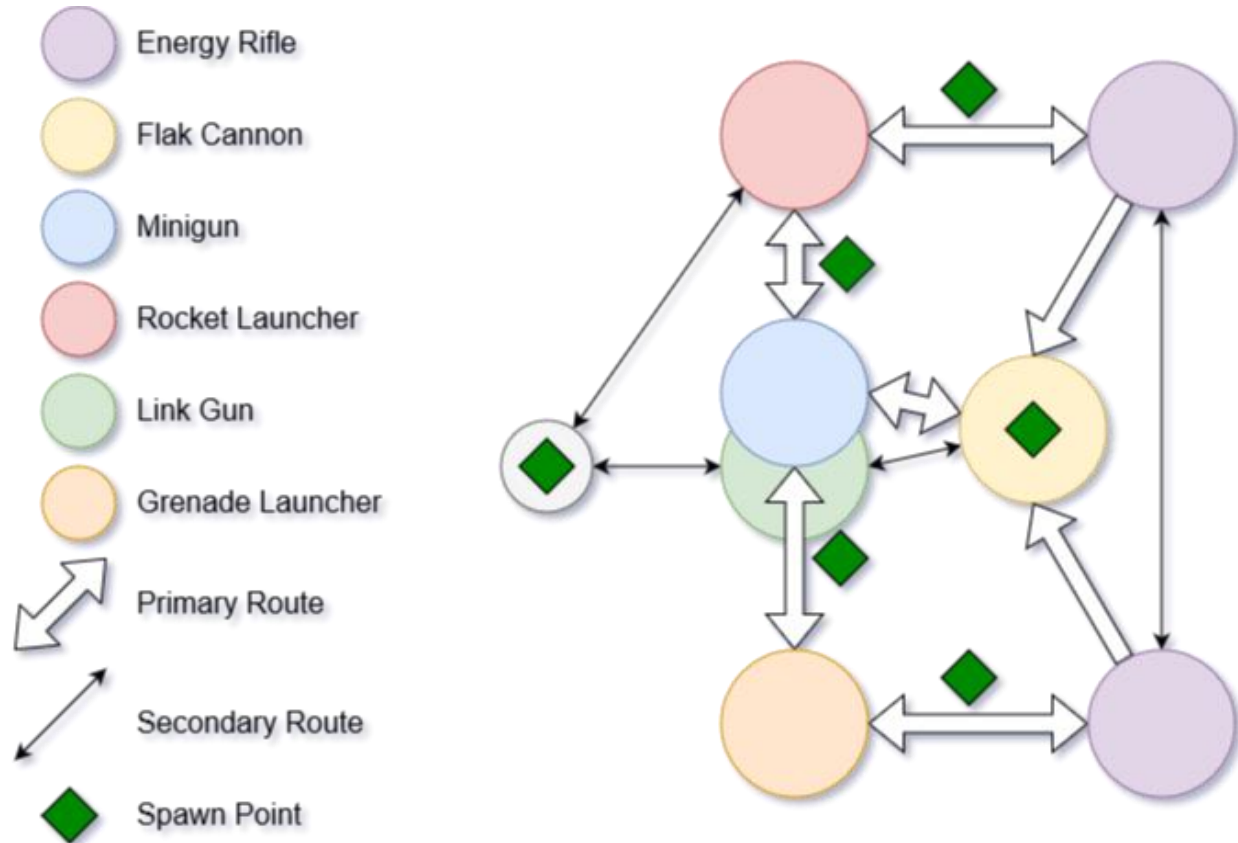 Energy Rifle
Flak Cannon
Minigun
Rocket Launcher
Link Gun
Grenade Launcher
Primary Route
Secondary Route
Spawn Point